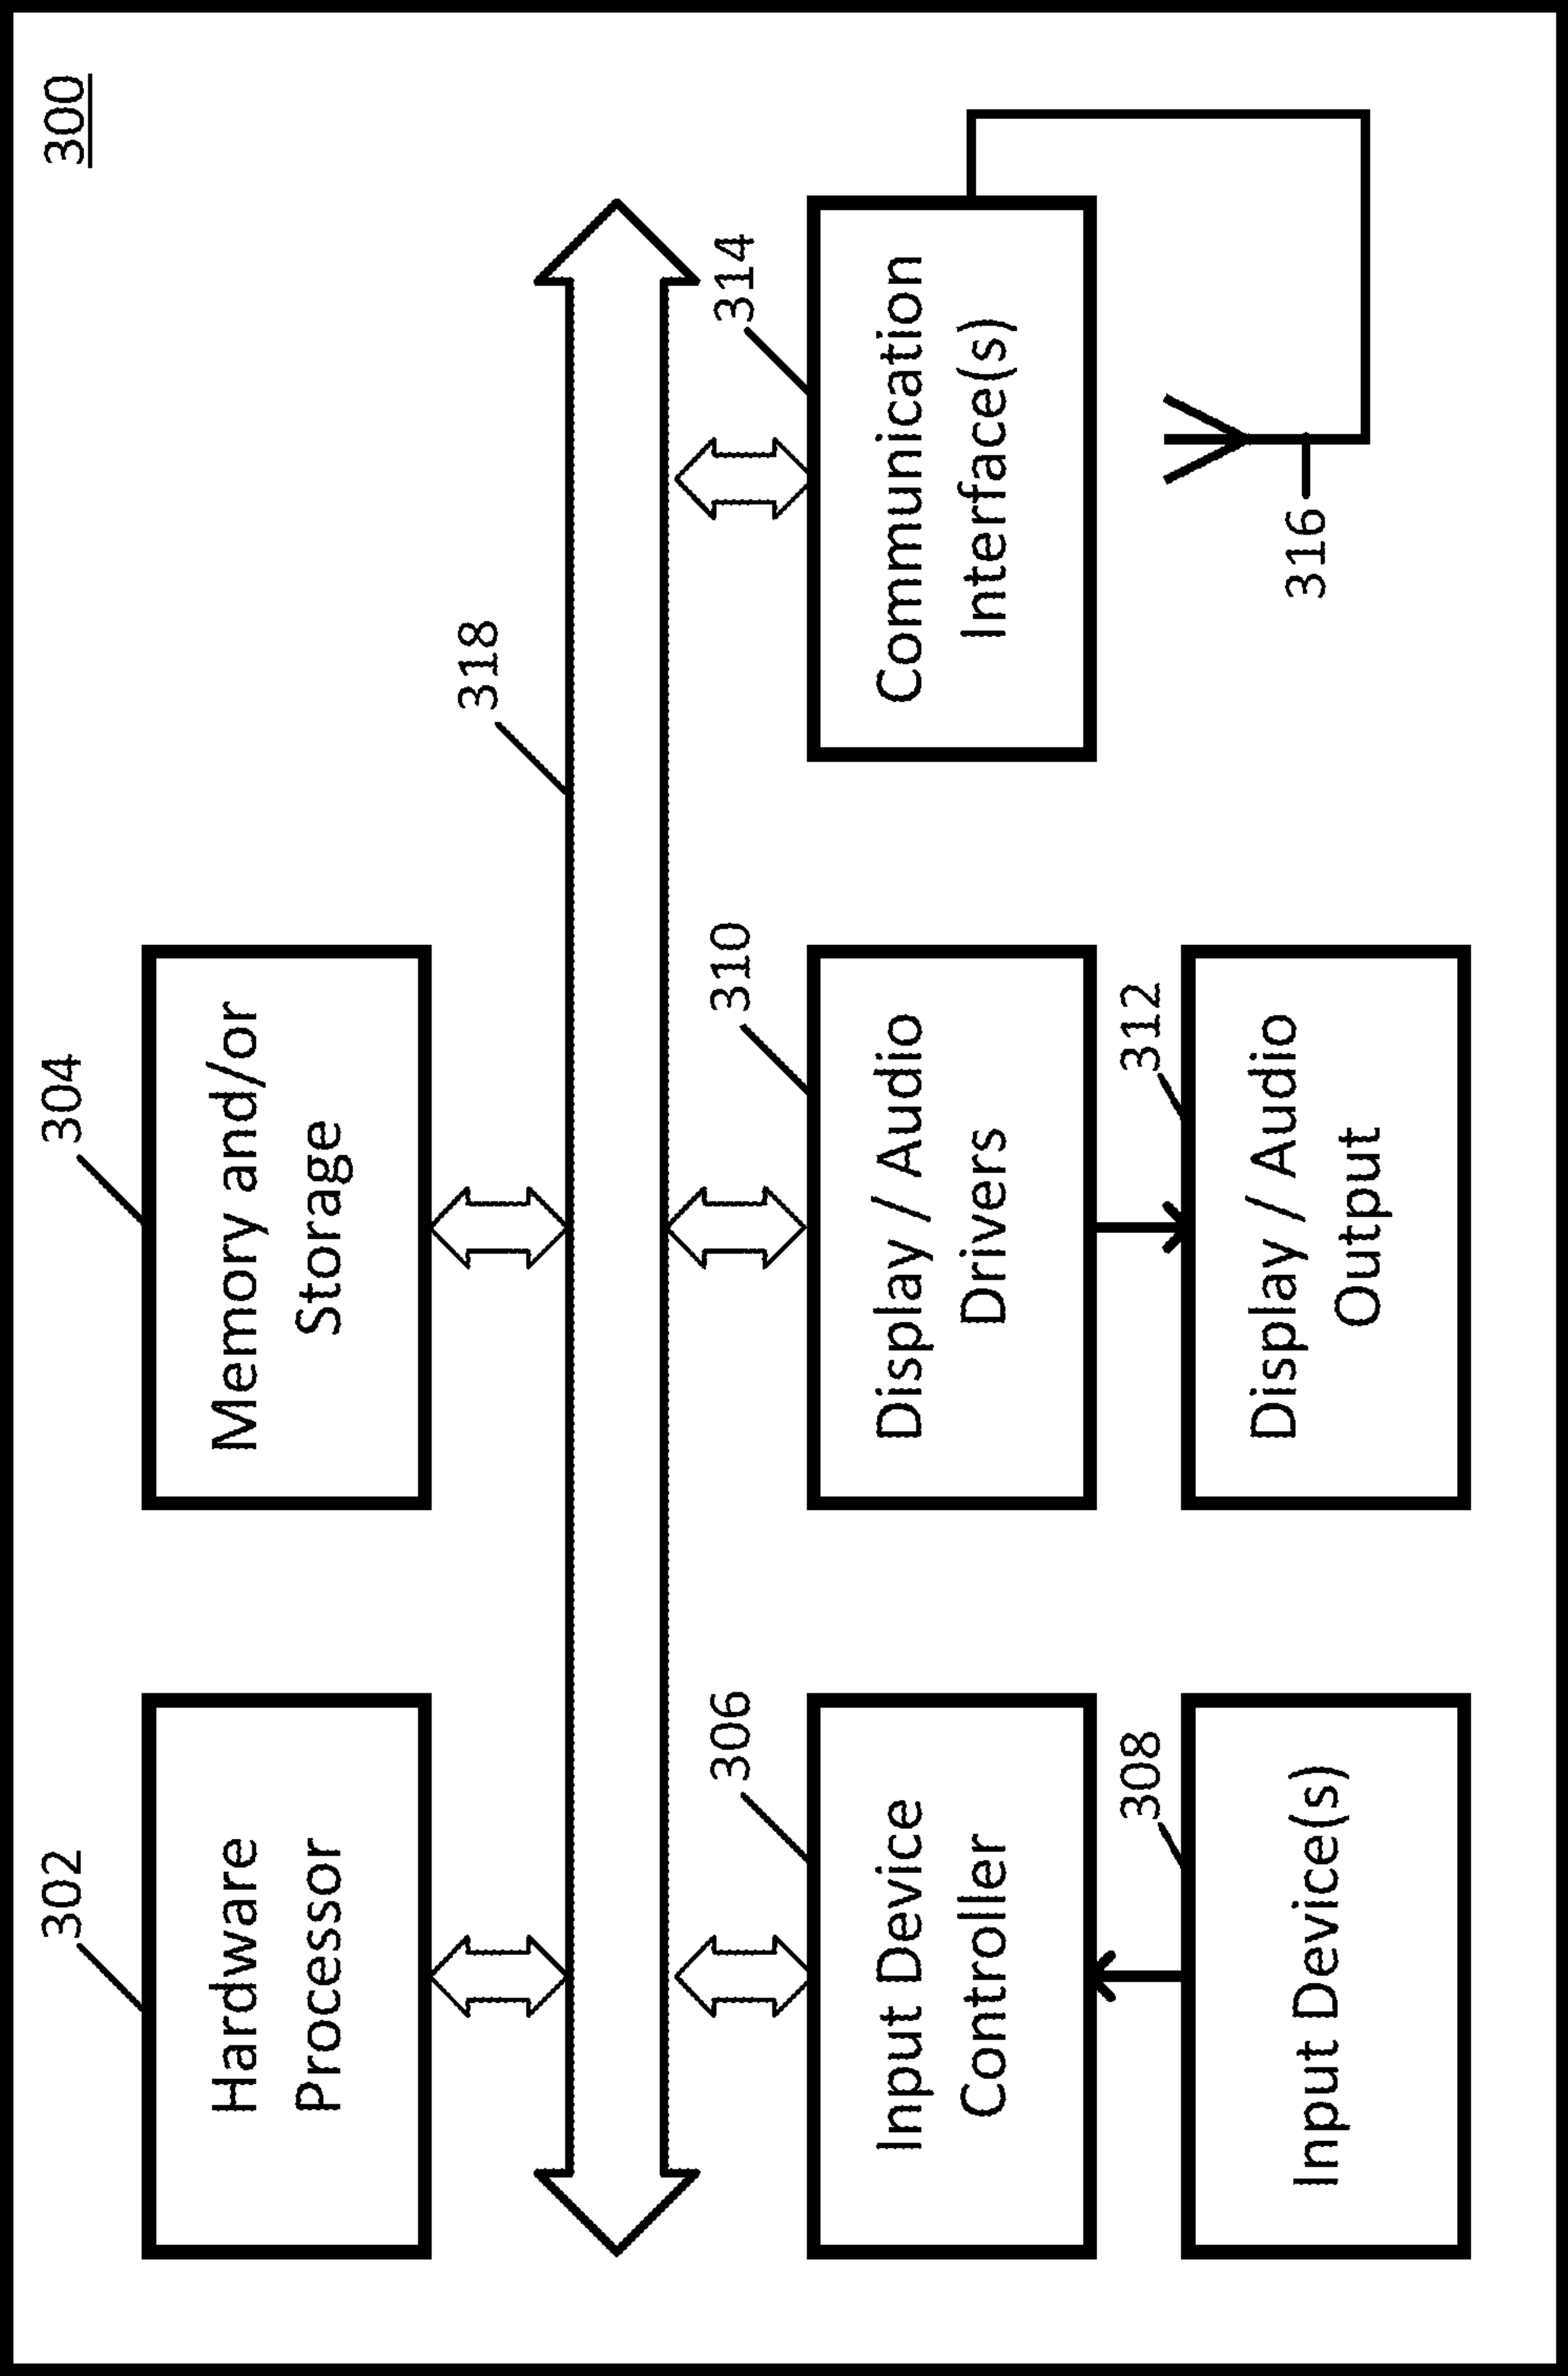 300
302
Hardware
Processor
304
Memory and/or
Storage
318
306
Input Device
Controller
310
Display / Audio
Drivers
314
Communication
Interface(s)
308
Input Device(s)
312
Display / Audio
Output
316